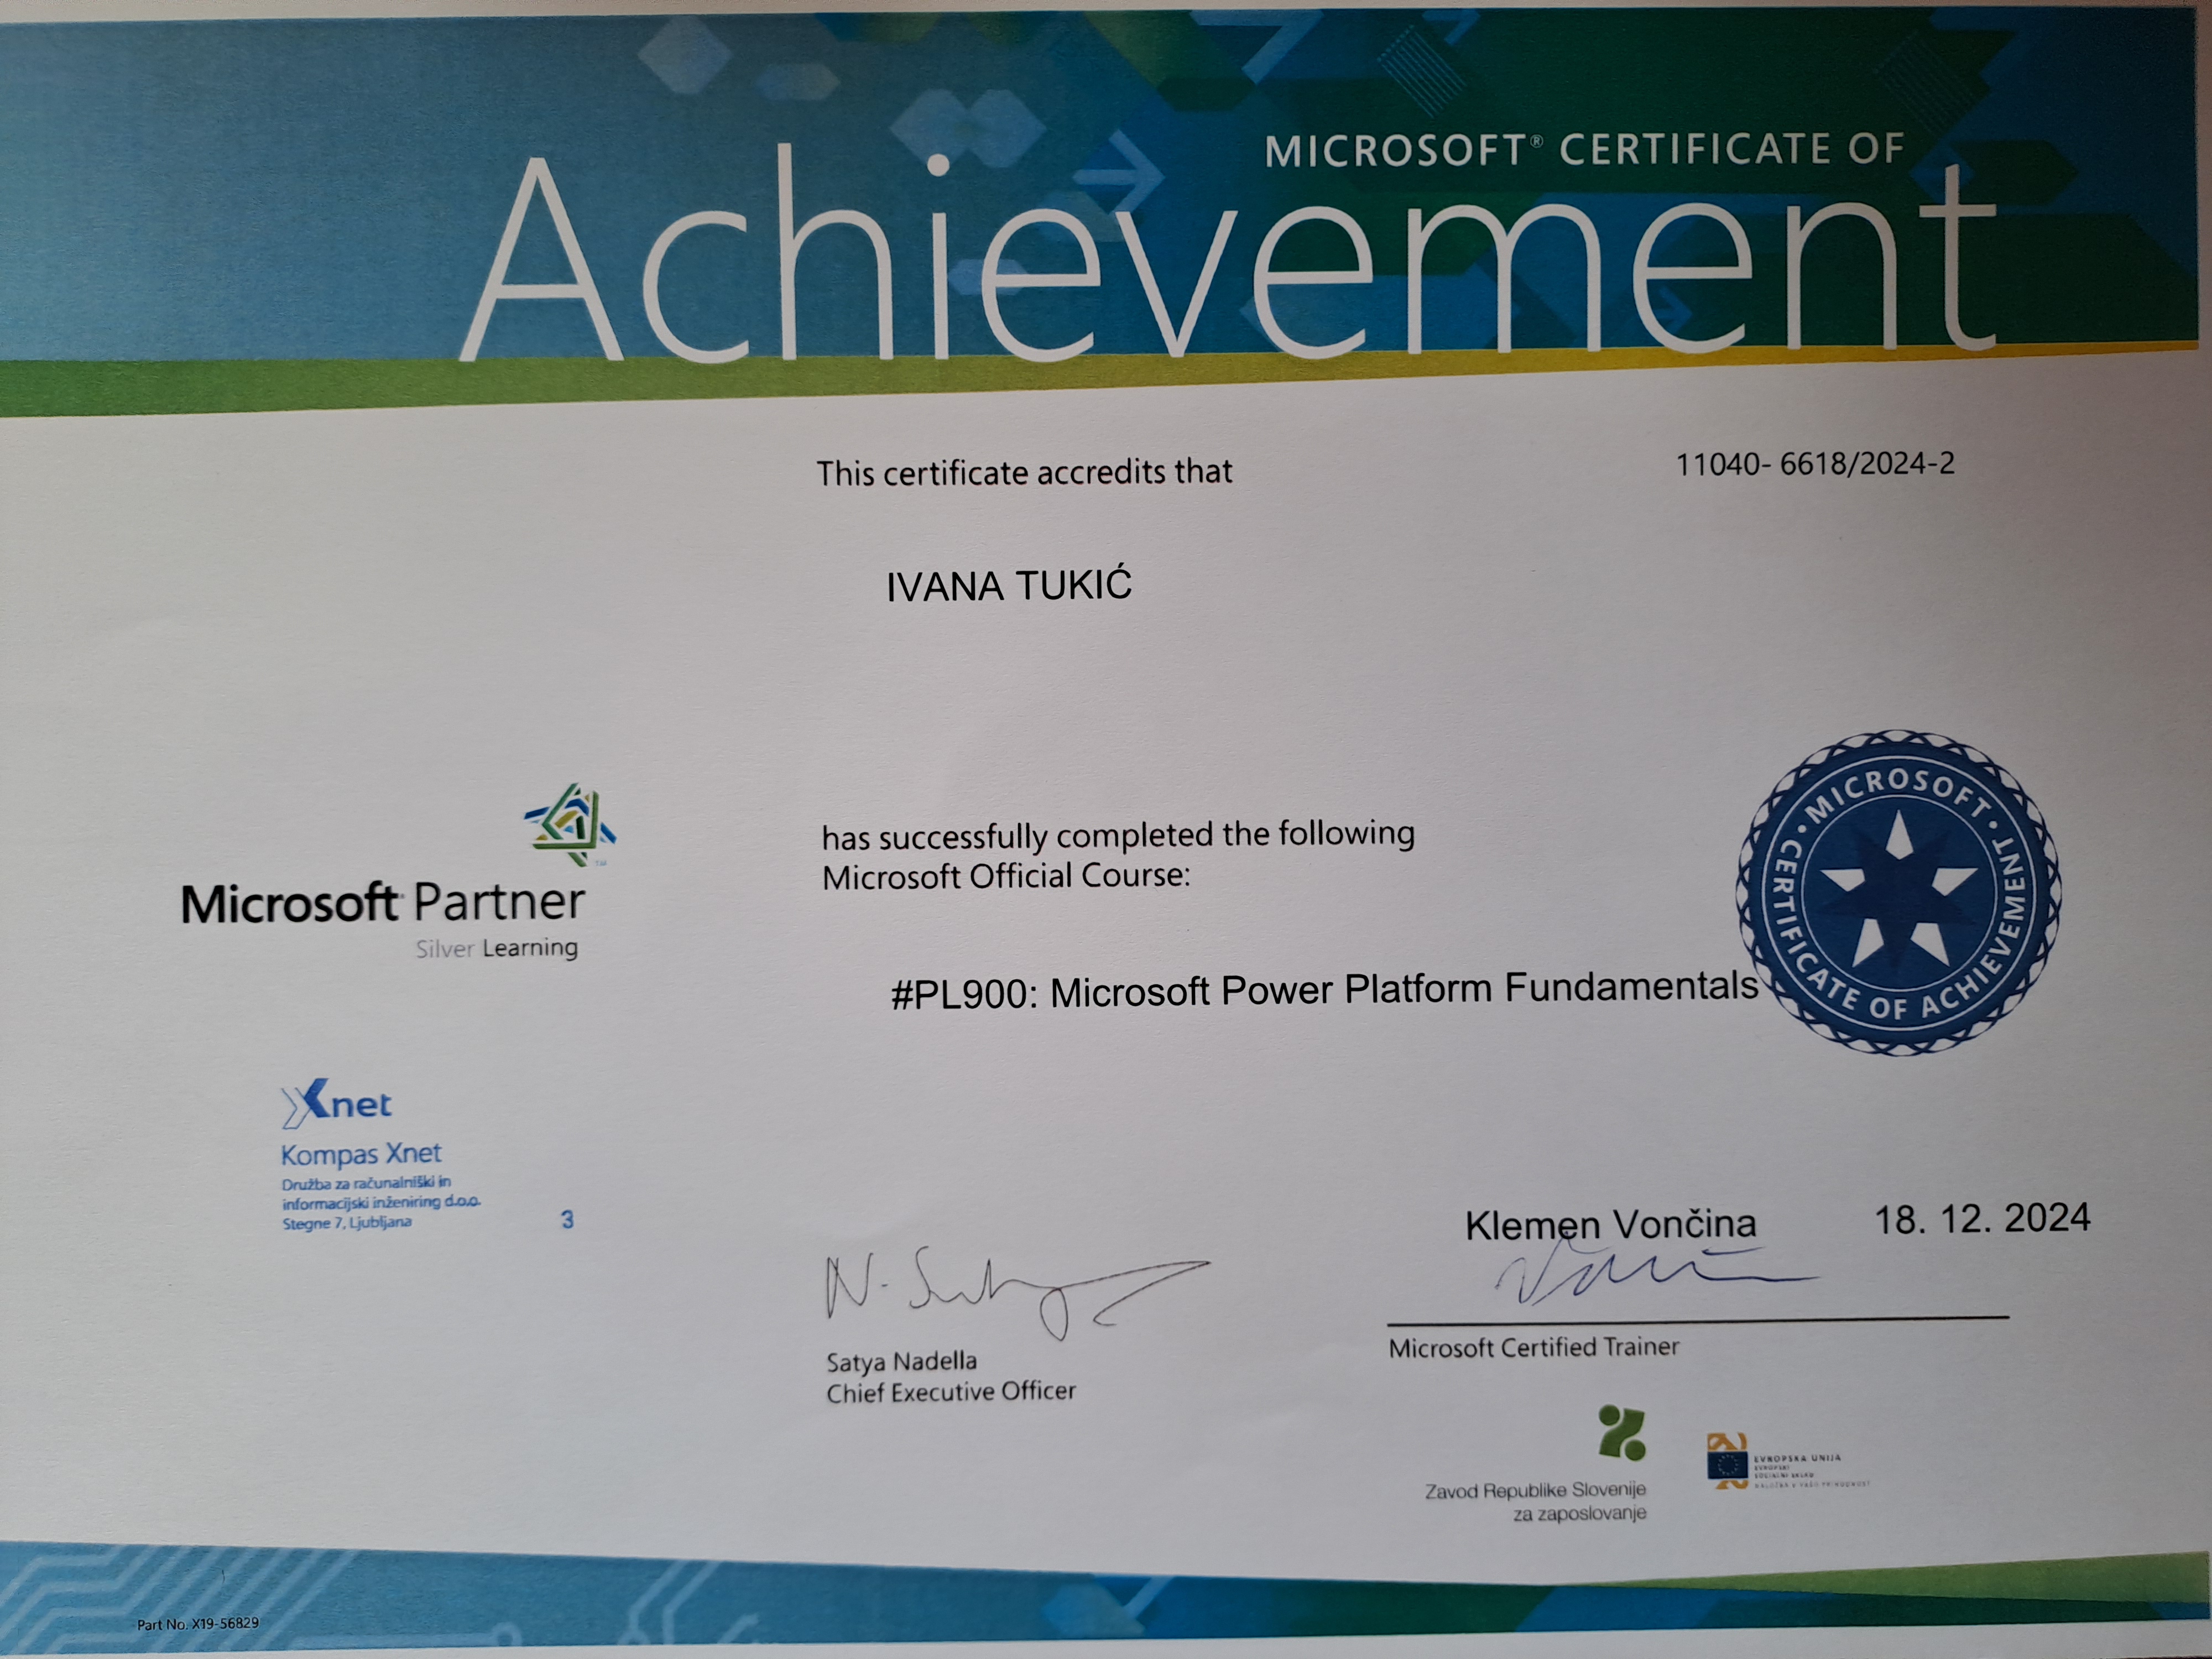 MICROSOFT® CERTIFICATE OF
Achievement
This certificate accredits that
11040- 6618/2024-2
IVANA TUKIĆ
has successfully completed the following
Microsoft Official Course:
#PL900: Microsoft Power Platform Fundamentals
MICROSOFT • CERTIFICATE OF ACHIEVEMENT •
Microsoft Partner
Silver Learning
Xnet
Kompas Xnet
Družba za računalniški in
informacijski inženiring d.o.o.
Stegne 7, Ljubljana
3
Klemen Vončina
18. 12. 2024
Satya Nadella
Chief Executive Officer
Microsoft Certified Trainer
Zavod Republike Slovenije
za zaposlovanje
EVROPSKA UNIJA
EVROPSKI
SOCIALNI SKLAD
NALOŽBA V VAŠO PRIHODNOST
Part No. X19-56829